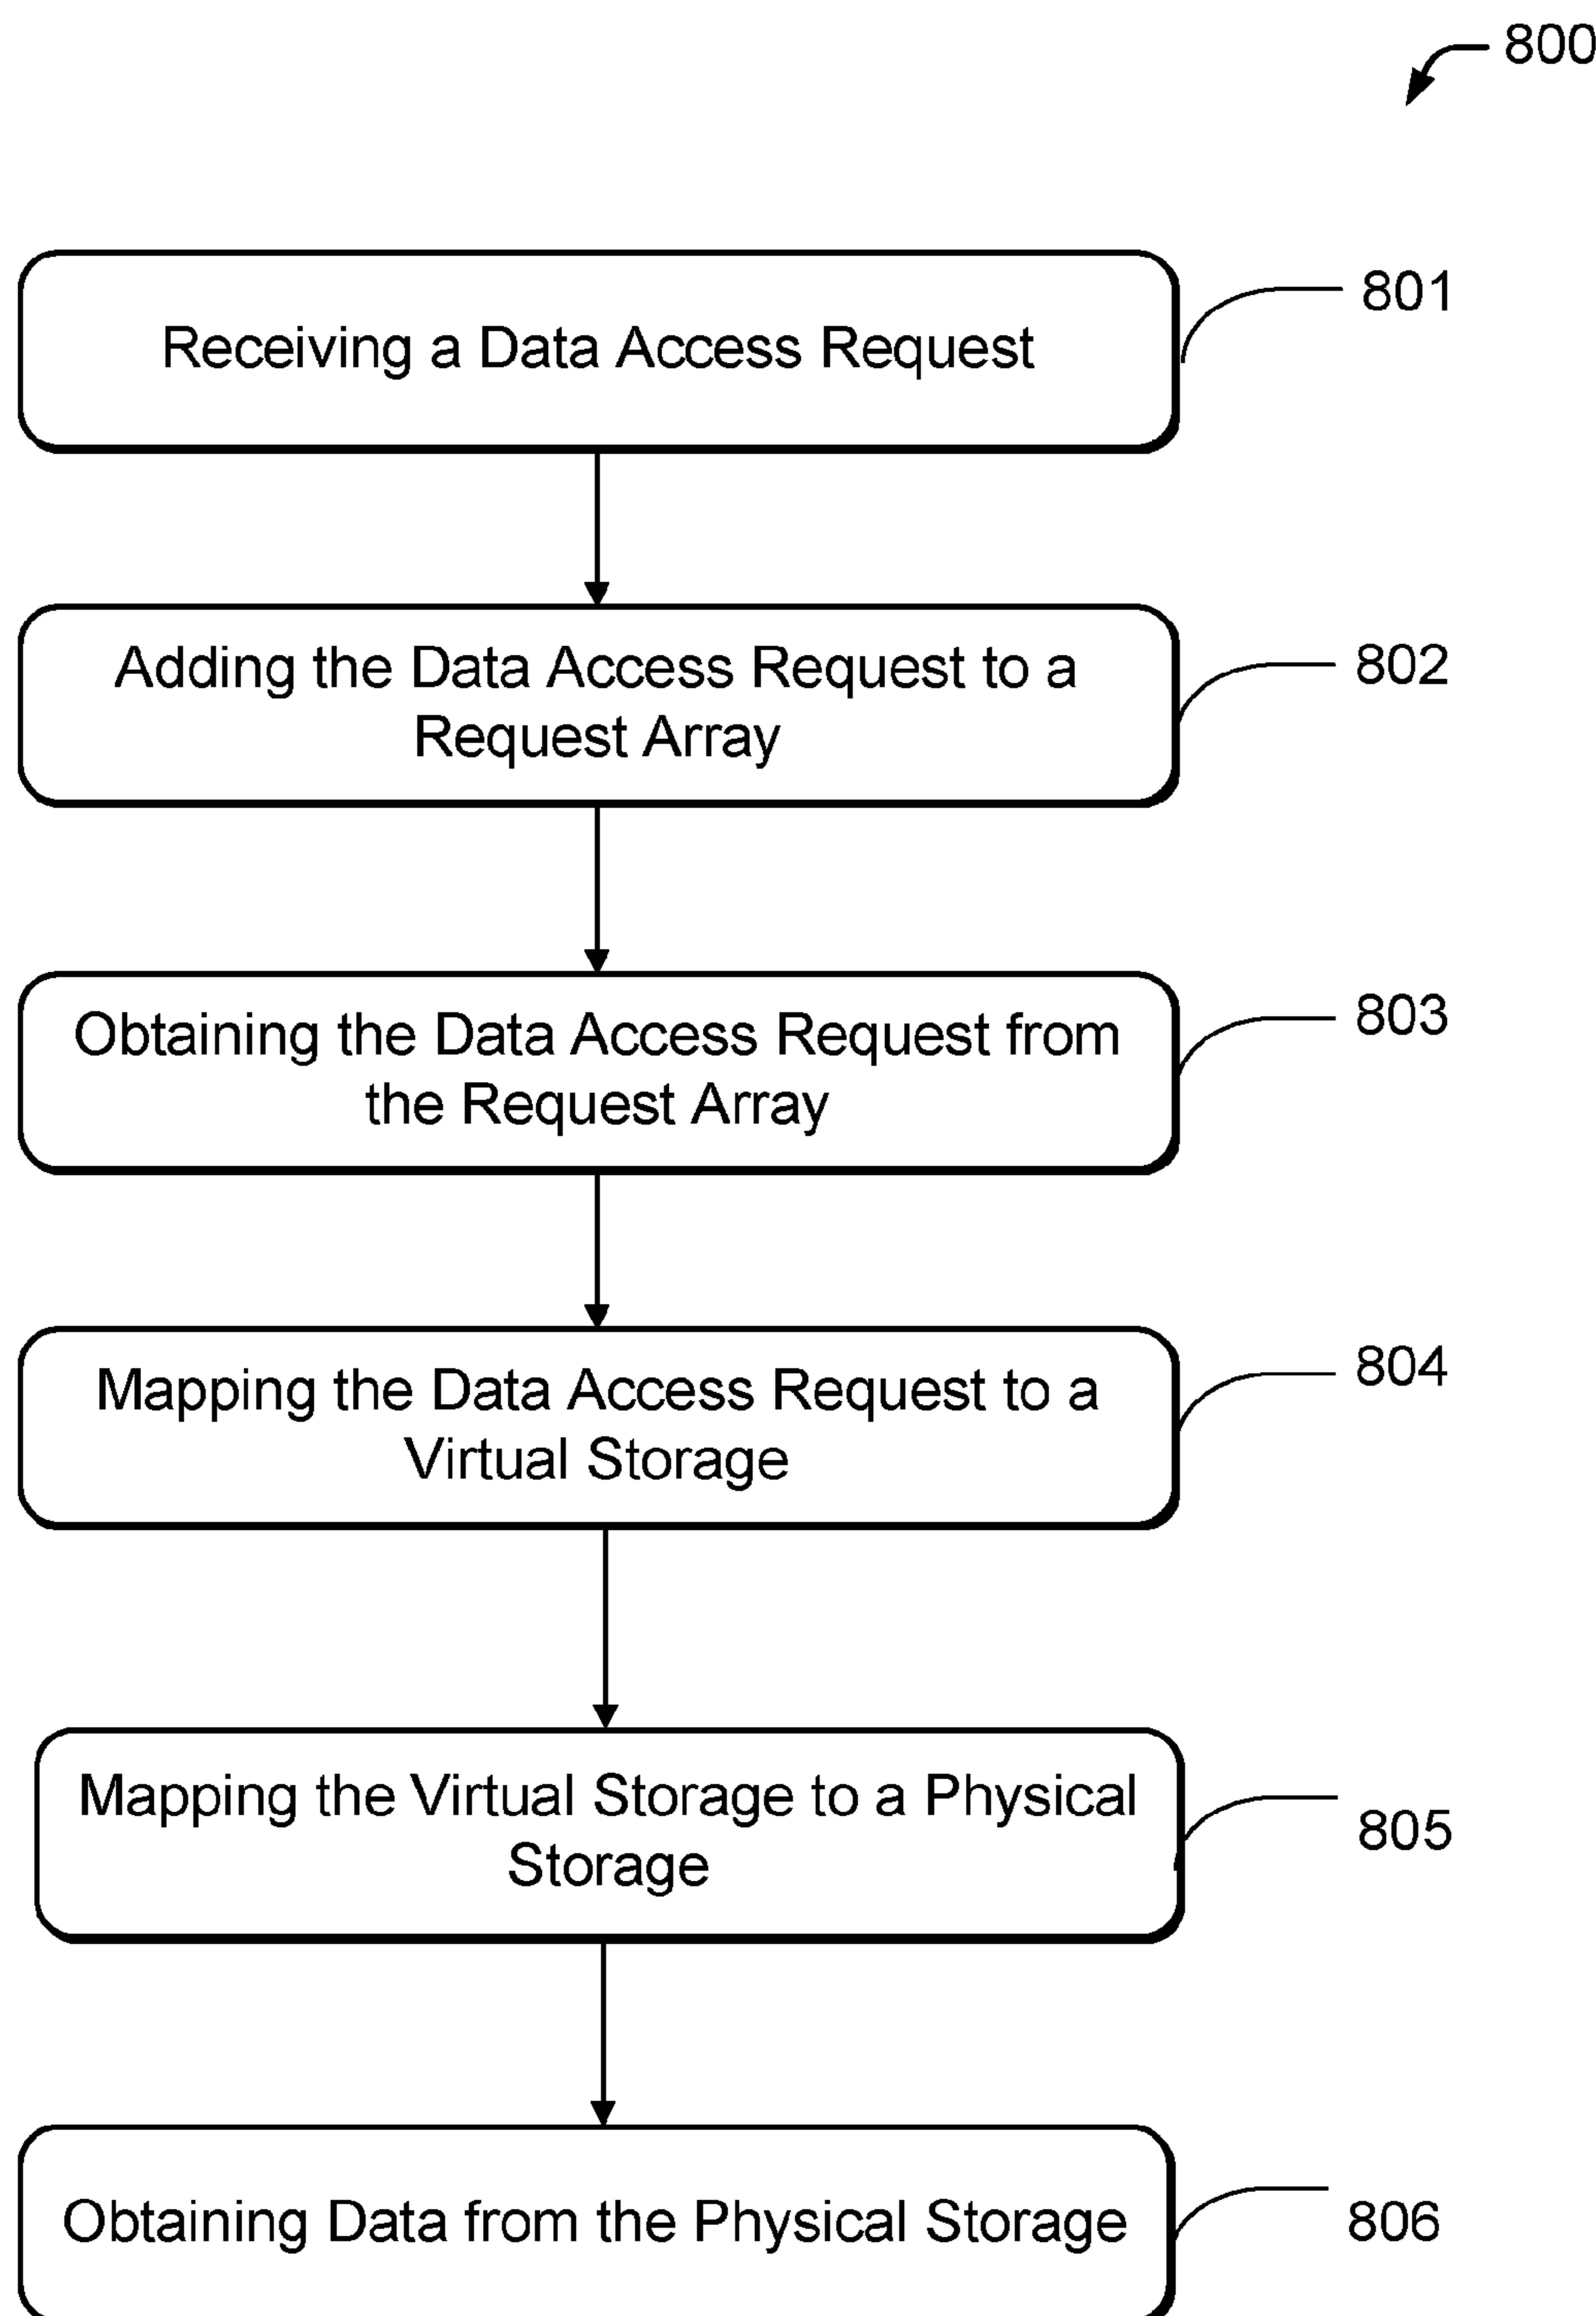 800
Receiving a Data Access Request
801
Adding the Data Access Request to a
Request Array
802
Obtaining the Data Access Request from
the Request Array
803
Mapping the Data Access Request to a
Virtual Storage
804
Mapping the Virtual Storage to a Physical
Storage
805
Obtaining Data from the Physical Storage
806